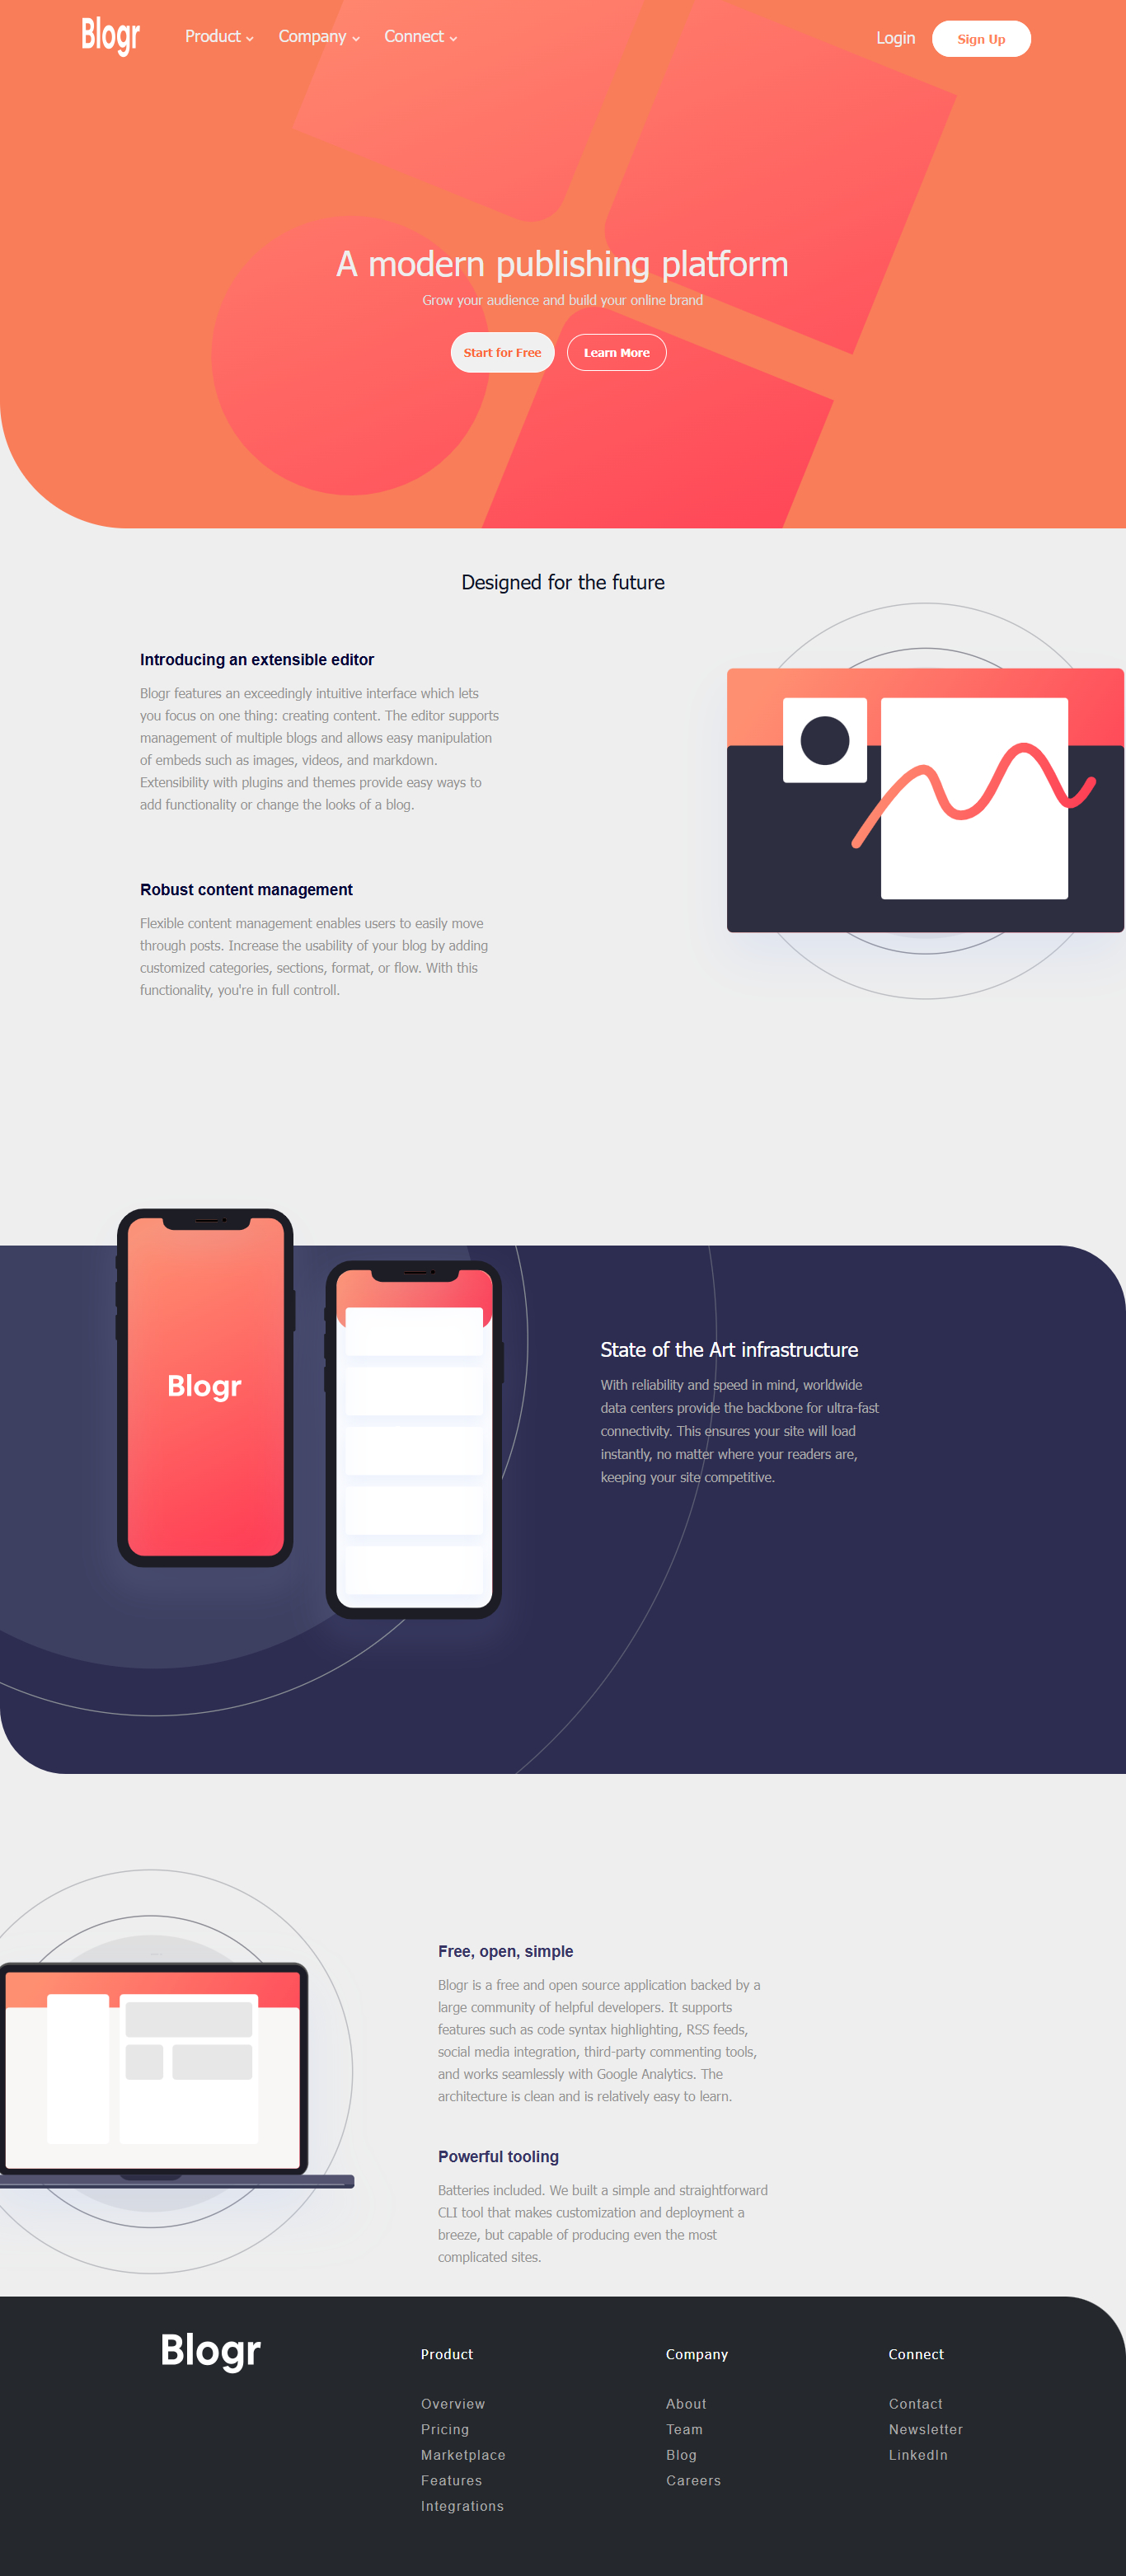 Blogr Product Company Connect Login Sign Up
A modern publishing platform
Grow your audience and build your online brand
Start for Free Learn More
Designed for the future
Introducing an extensible editor
Blogr features an exceedingly intuitive interface which lets
you focus on one thing: creating content. The editor supports
management of multiple blogs and allows easy manipulation
of embeds such as images, videos, and markdown.
Extensibility with plugins and themes provide easy ways to
add functionality or change the looks of a blog.
Robust content management
Flexible content management enables users to easily move
through posts. Increase the usability of your blog by adding
customized categories, sections, format, or flow. With this
functionality, you're in full controll.
Blogr
State of the Art infrastructure
With reliability and speed in mind, worldwide
data centers provide the backbone for ultra-fast
connectivity. This ensures your site will load
instantly, no matter where your readers are,
keeping your site competitive.
Free, open, simple
Blogr is a free and open source application backed by a
large community of helpful developers. It supports
features such as code syntax highlighting, RSS feeds,
social media integration, third-party commenting tools,
and works seamlessly with Google Analytics. The
architecture is clean and is relatively easy to learn.
Powerful tooling
Batteries included. We built a simple and straightforward
CLI tool that makes customization and deployment a
breeze, but capable of producing even the most
complicated sites.
Blogr
Product
Overview
Pricing
Marketplace
Features
Integrations
Company
About
Team
Blog
Careers
Connect
Contact
Newsletter
LinkedIn